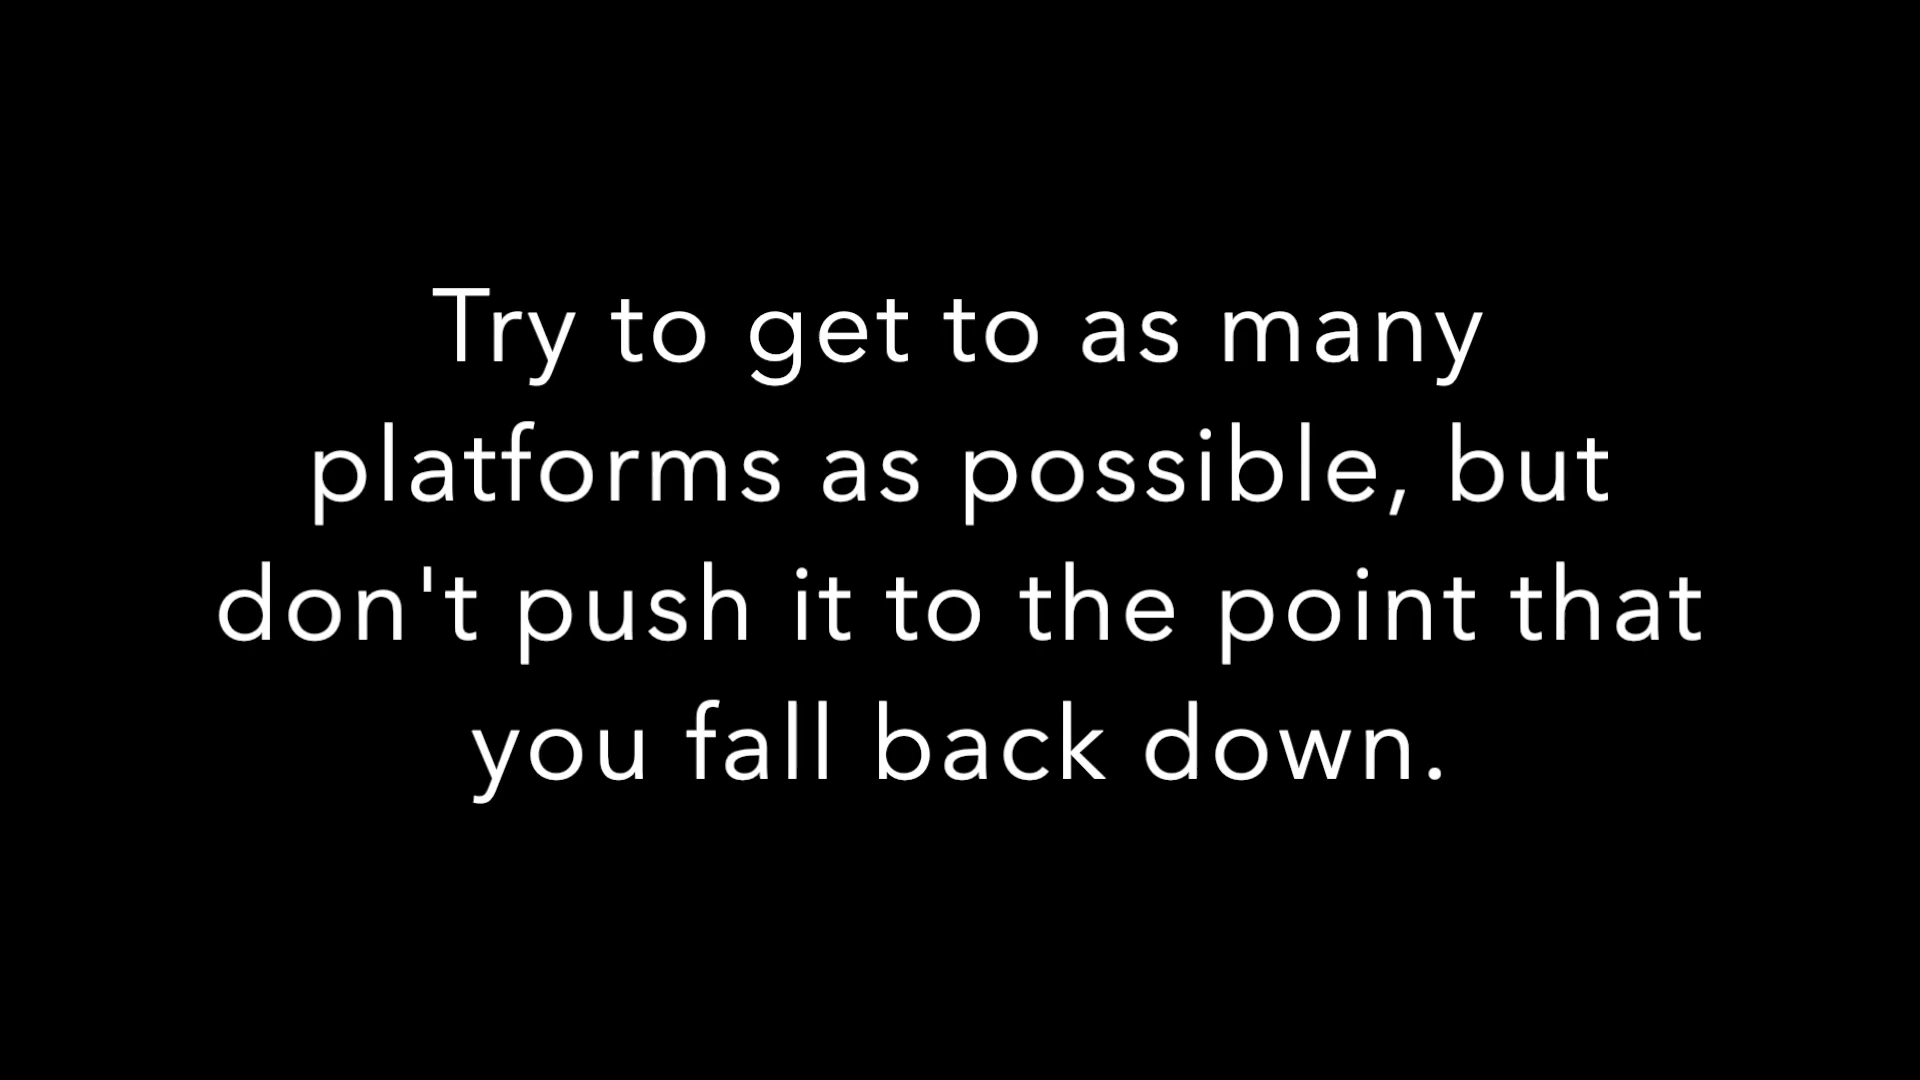 Try to get to as many
platforms as possible, but
don't push it to the point that
you fall back down.